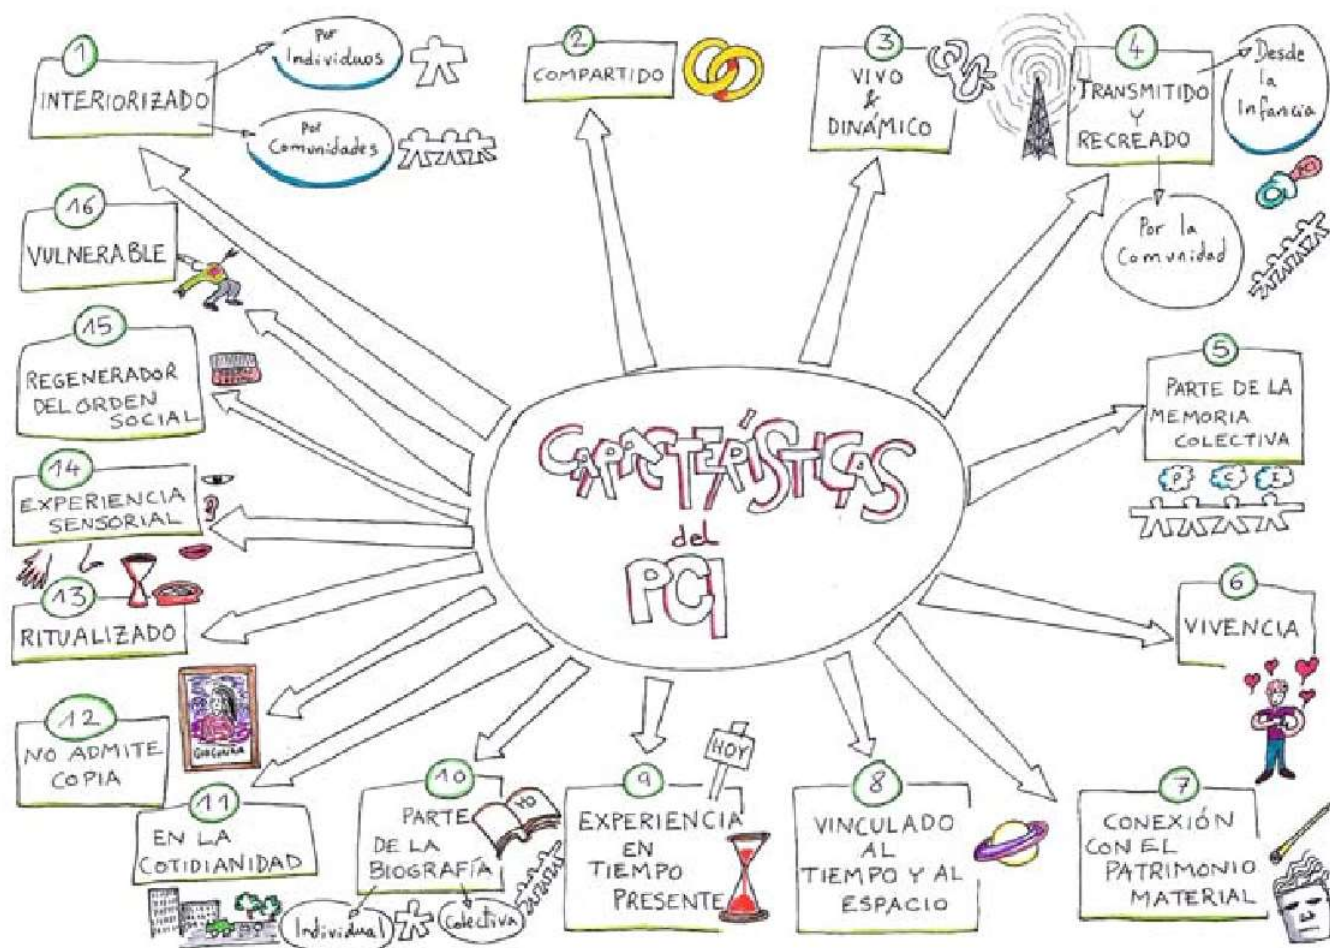 CARACTERÍSTICAS
del
PCI
1
INTERIORIZADO
Por
Individuos
Por
Comunidades
2
COMPARTIDO
3
VIVO
&
DINÁMICO
4
TRANSMITIDO
Y
RECREADO
Desde
la
Infancia
Por la
Comunidad
5
PARTE DE LA
MEMORIA
COLECTIVA
P C I
6
VIVENCIA
7
CONEXIÓN
CON EL
PATRIMONIO
MATERIAL
8
VINCULADO
AL
TIEMPO Y AL
ESPACIO
9
HOY
EXPERIENCIA
EN
TIEMPO
PRESENTE
10
PARTE
DE LA
BIOGRAFÍA
YO
Individual
Colectiva
11
EN LA
COTIDIANIDAD
12
NO ADMITE
COPIA
13
RITUALIZADO
14
EXPERIENCIA
SENSORIAL
15
REGENERADOR
DEL ORDEN
SOCIAL
16
VULNERABLE